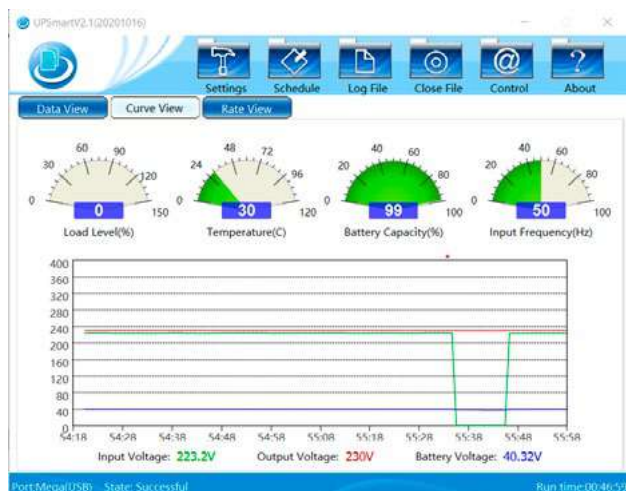 UPSmartV2.1(20201016)
Settings Schedule Log File Close File Control About
Data View Curve View Rate View
0 30 60 90 120 150
0
Load Level(%)
0 24 48 72 96 120
30
Temperature(C)
0 20 40 60 80 100
99
Battery Capacity(%)
0 20 40 60 80 100
50
Input Frequency(Hz)
400
360
320
280
240
200
160
120
80
40
0
54:18 54:28 54:38 54:48 54:58 55:08 55:18 55:28 55:38 55:48 55:58
Input Voltage: 223.2V Output Voltage: 230V Battery Voltage: 40.32V
Port:Mega(USB) State: Successful Run time:00:46:59